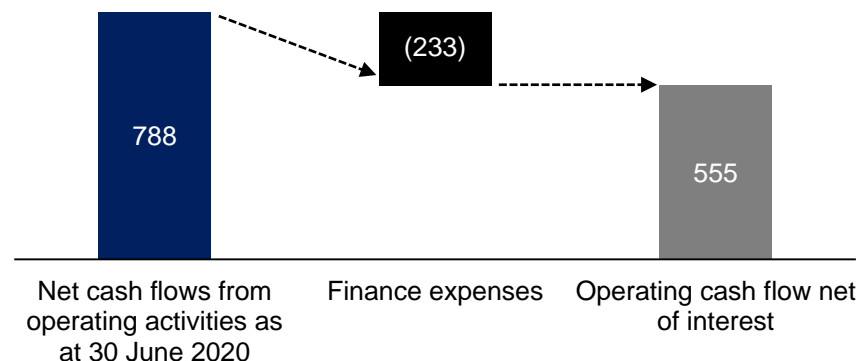 (233)
788
555
Net cash flows from
operating activities as
at 30 June 2020
Finance expenses
Operating cash flow net
of interest